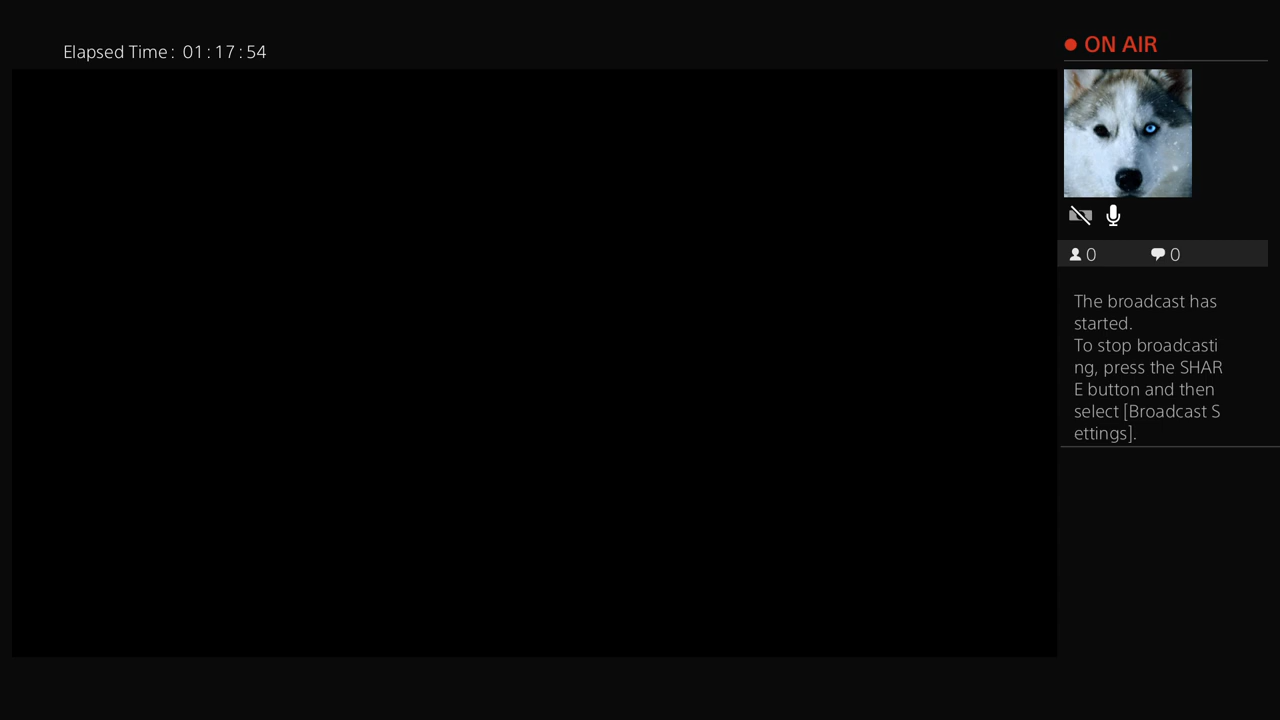 Elapsed Time: 01:17:54
ON AIR
0 0
The broadcast has
started.
To stop broadcasti
ng, press the SHAR
E button and then
select [Broadcast S
ettings].